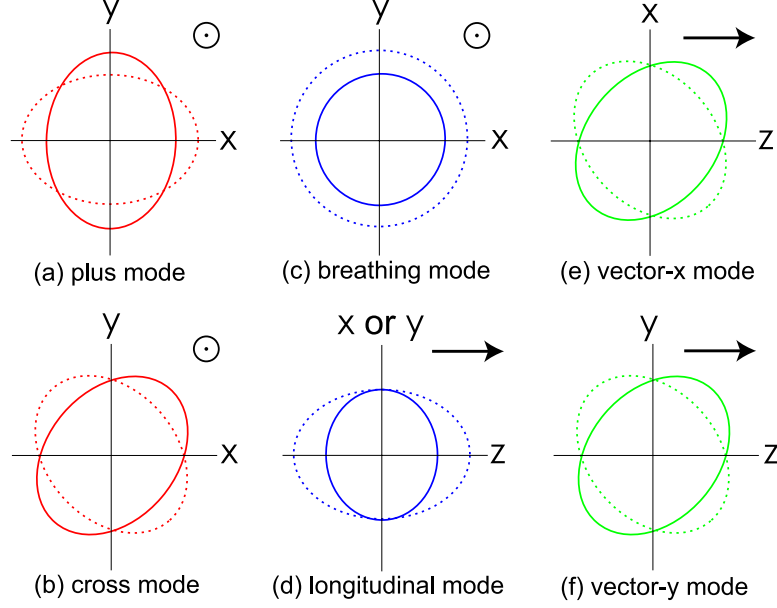 y
x
(a) plus mode
y
x
(c) breathing mode
x
z
(e) vector-x mode
y
x
(b) cross mode
x or y
z
(d) longitudinal mode
y
z
(f) vector-y mode